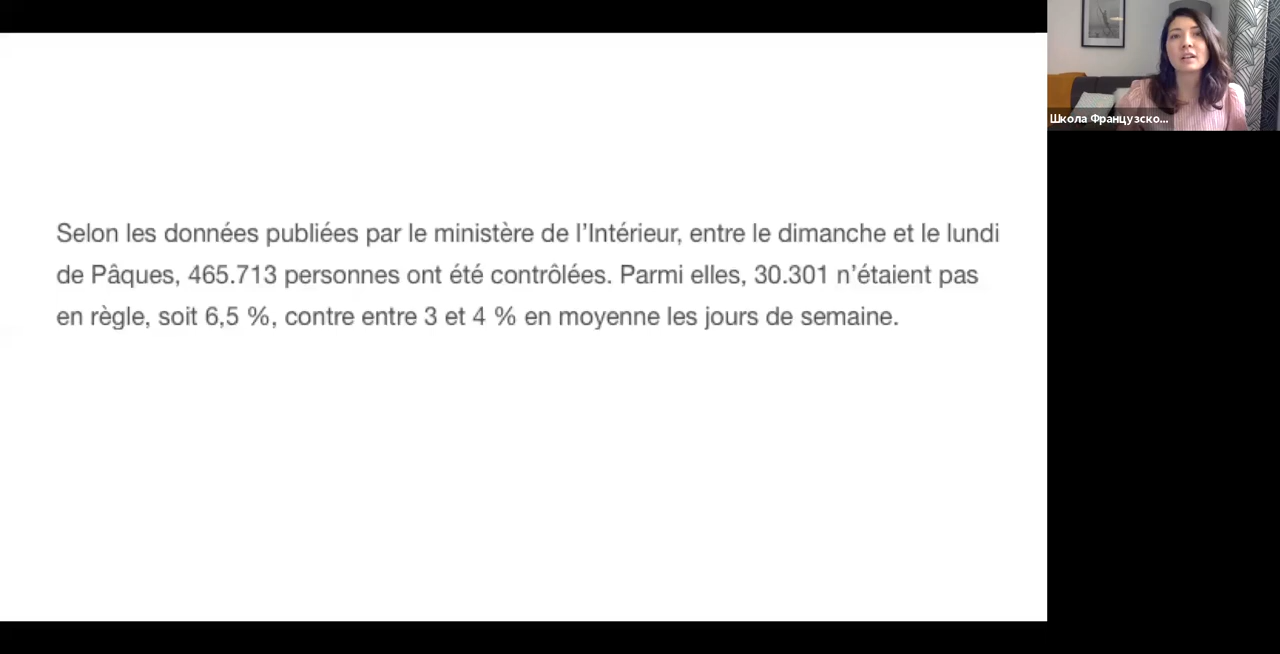 Selon les données publiées par le ministère de l’Intérieur, entre le dimanche et le lundi
de Pâques, 465.713 personnes ont été contrôlées. Parmi elles, 30.301 n’étaient pas
en règle, soit 6,5 %, contre entre 3 et 4 % en moyenne les jours de semaine.
Школа Французско...